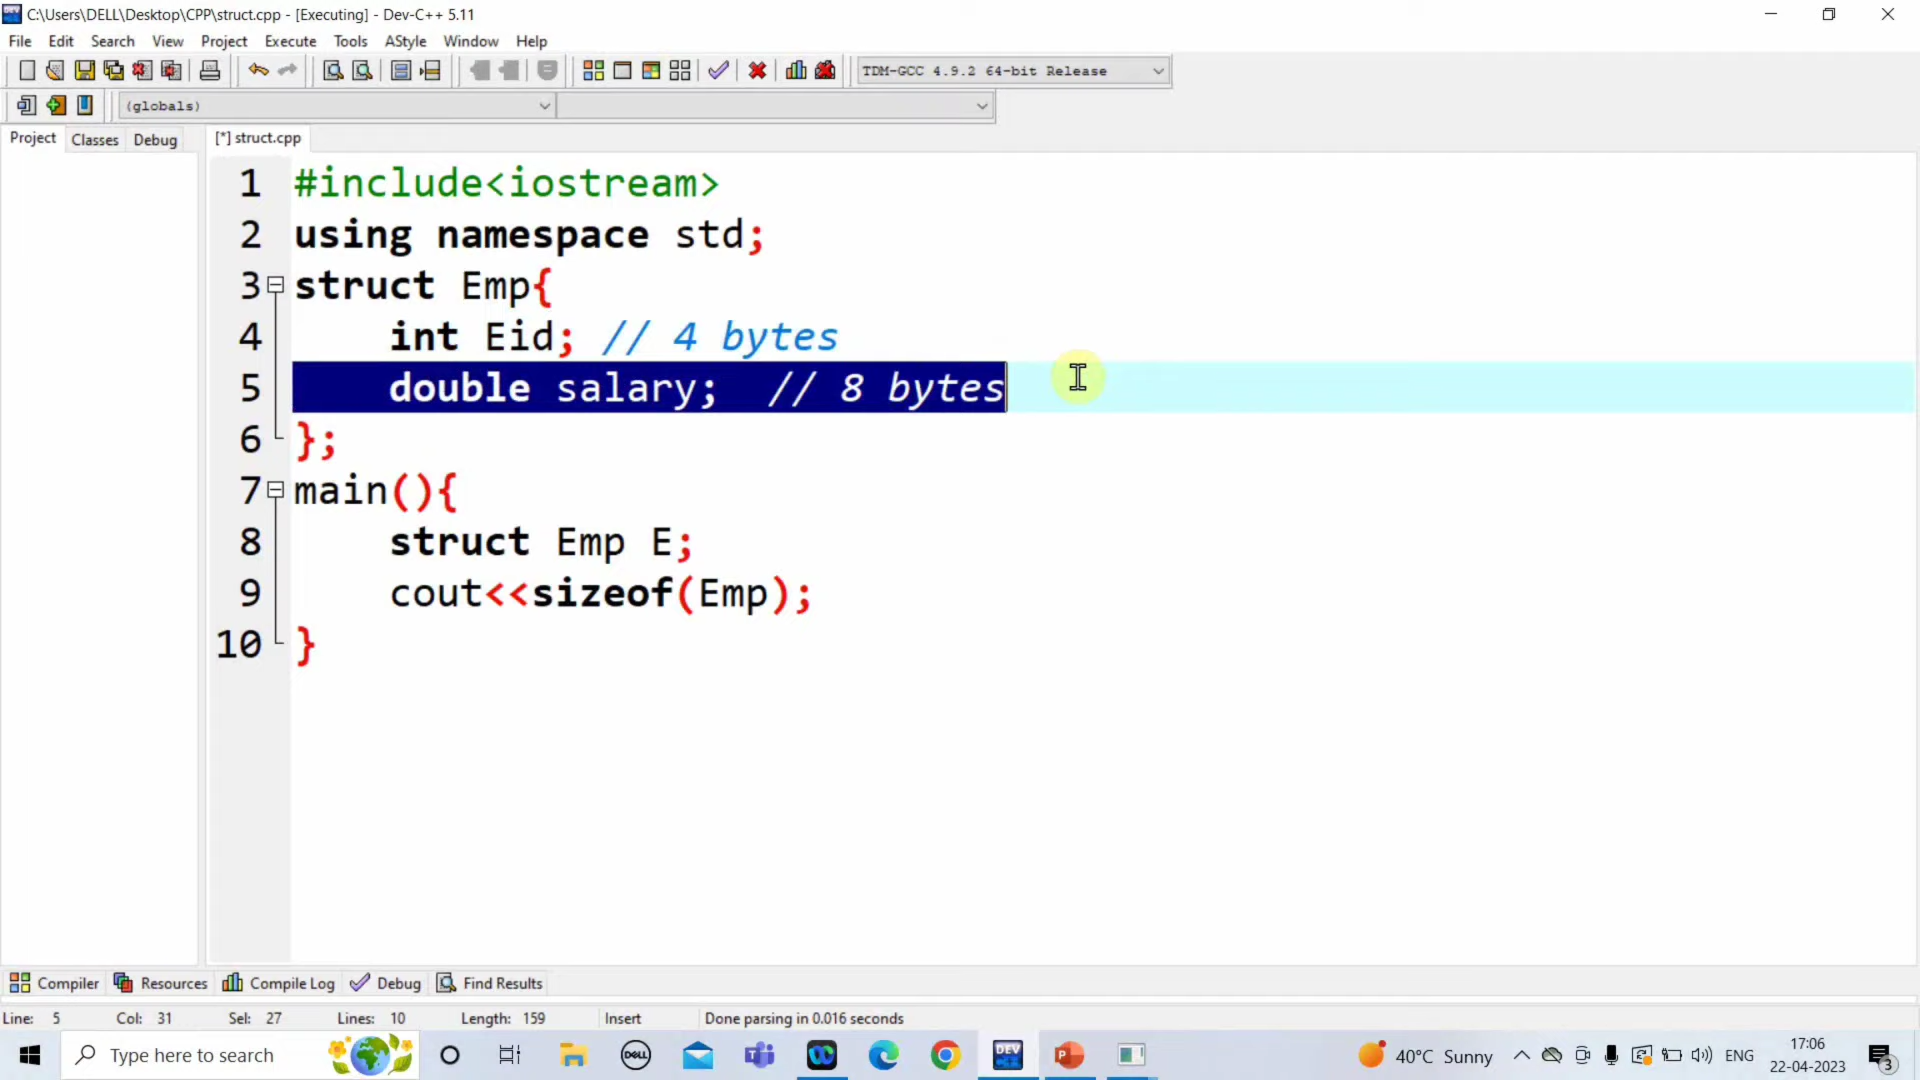 C:\Users\DELL\Desktop\CPP\struct.cpp - [Executing] - Dev-C++ 5.11
File Edit Search View Project Execute Tools AStyle Window Help
TDM-GCC 4.9.2 64-bit Release
(globals)
Project Classes Debug [*] struct.cpp
1 #include<iostream>
2 using namespace std;
3 struct Emp{
4 int Eid; // 4 bytes
5 double salary; // 8 bytes
6 };
7 main(){
8 struct Emp E;
9 cout<<sizeof(Emp);
10 }
Compiler Resources Compile Log Debug Find Results
Line: 5 Col: 31 Sel: 27 Lines: 10 Length: 159 Insert Done parsing in 0.016 seconds
Type here to search DELL DEV 40°C Sunny ENG 17:06
22-04-2023 3